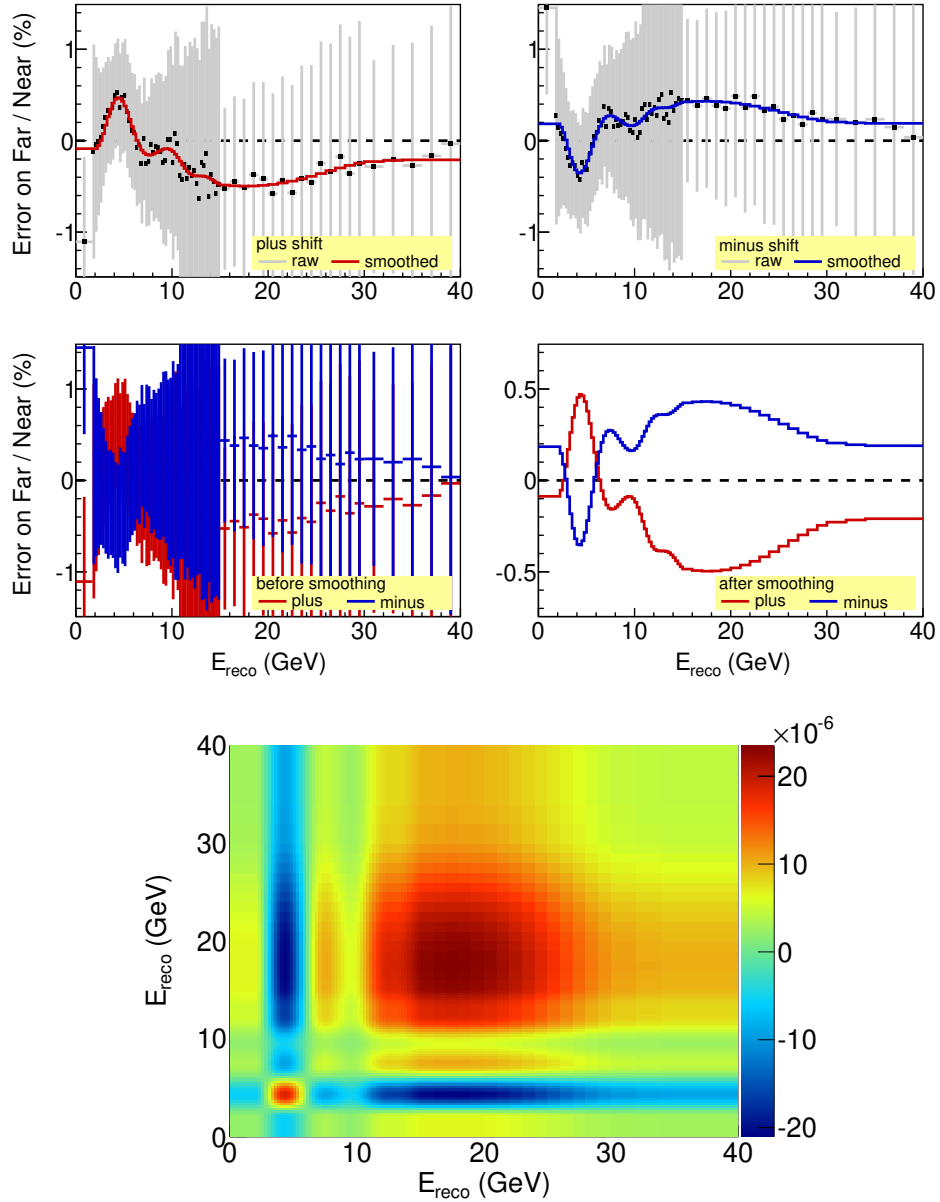 Error on Far / Near (%)
1
0
-1
plus shift
raw smoothed
0 10 20 30 40
1
0
-1
minus shift
raw smoothed
0 10 20 30 40
Error on Far / Near (%)
1
0
-1
before smoothing
plus minus
0 10 20 30 40
E_reco (GeV)
0.5
0
-0.5
after smoothing
plus minus
0 10 20 30 40
E_reco (GeV)
×10^-6
E_reco (GeV)
40
30
20
10
0
0 10 20 30 40
E_reco (GeV)
20
10
0
-10
-20